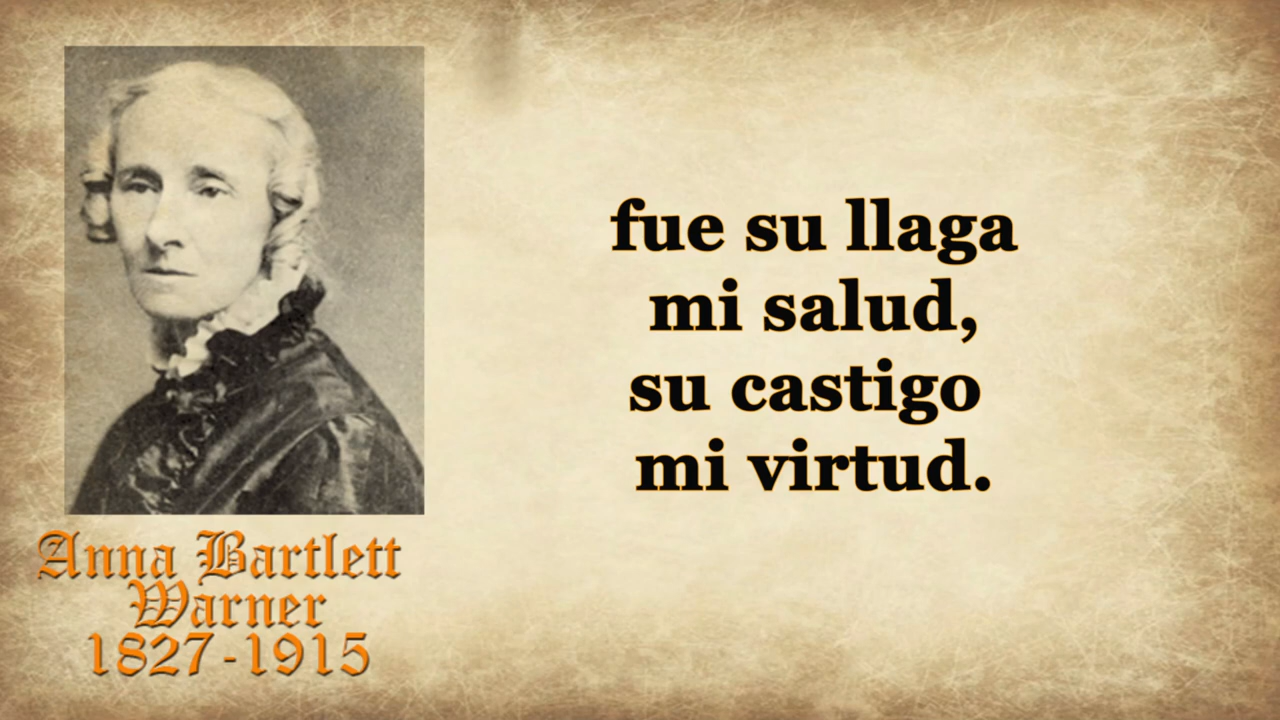 fue su llaga
mi salud,
su castigo
mi virtud.
Anna Bartlett
Warner
1827-1915